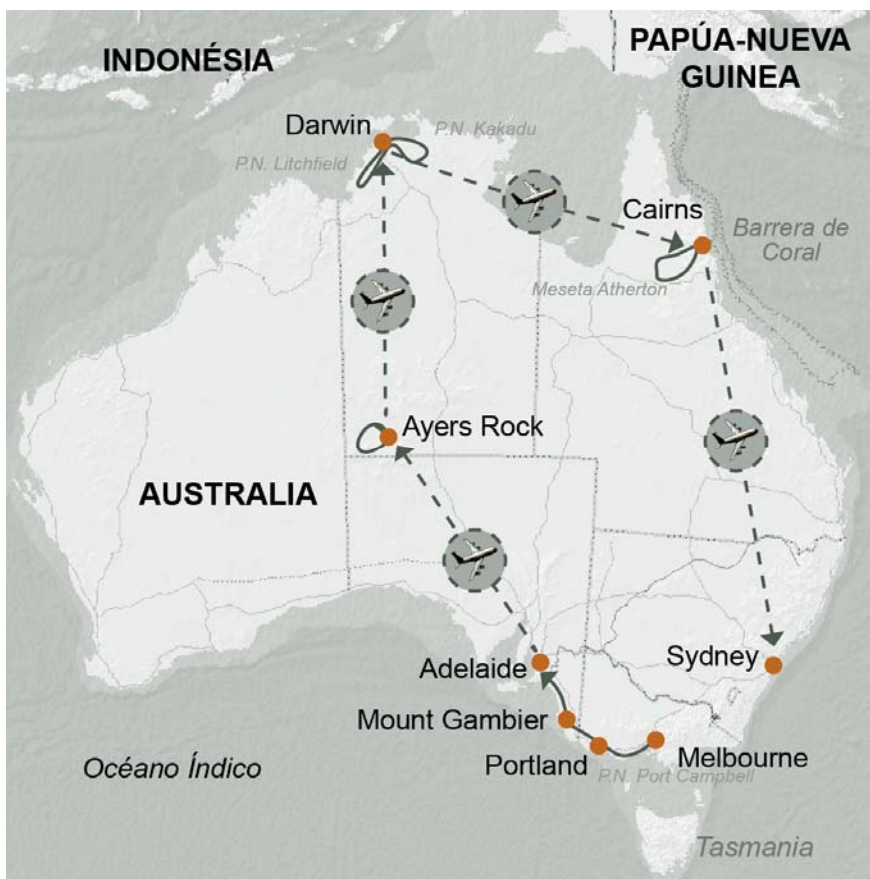 INDONÉSIA
PAPÚA-NUEVA
GUINEA
Darwin
P.N. Kakadu
P.N. Litchfield
Cairns
Barrera de
Coral
Meseta Atherton
Ayers Rock
AUSTRALIA
Adelaide
Sydney
Mount Gambier
Portland
Melbourne
P.N. Port Campbell
Océano Índico
Tasmania